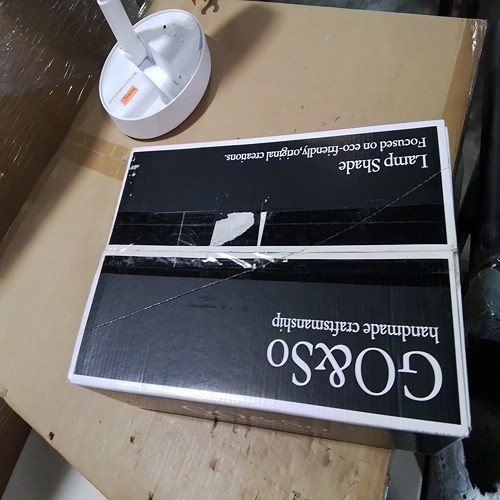 GO&So
handmade craftsmanship
Lamp Shade
Focused on eco-friendly,original creations.